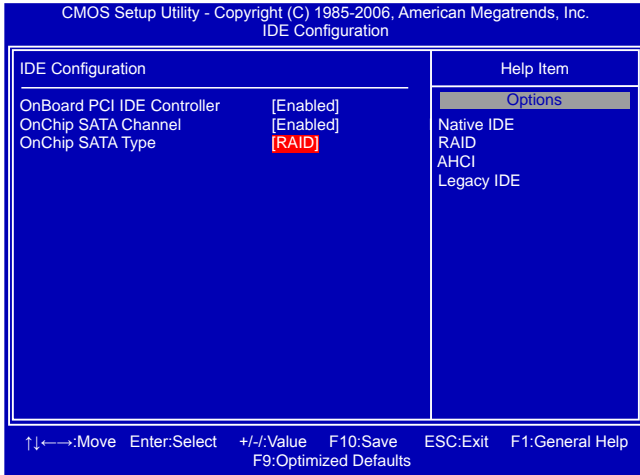 CMOS Setup Utility - Copyright (C) 1985-2006, American Megatrends, Inc.
IDE Configuration
IDE Configuration
OnBoard PCI IDE Controller [Enabled]
OnChip SATA Channel [Enabled]
OnChip SATA Type [RAID]
Help Item
Options
Native IDE
RAID
AHCI
Legacy IDE
↑↓←→:Move Enter:Select +/-/:Value F10:Save ESC:Exit F1:General Help
F9:Optimized Defaults